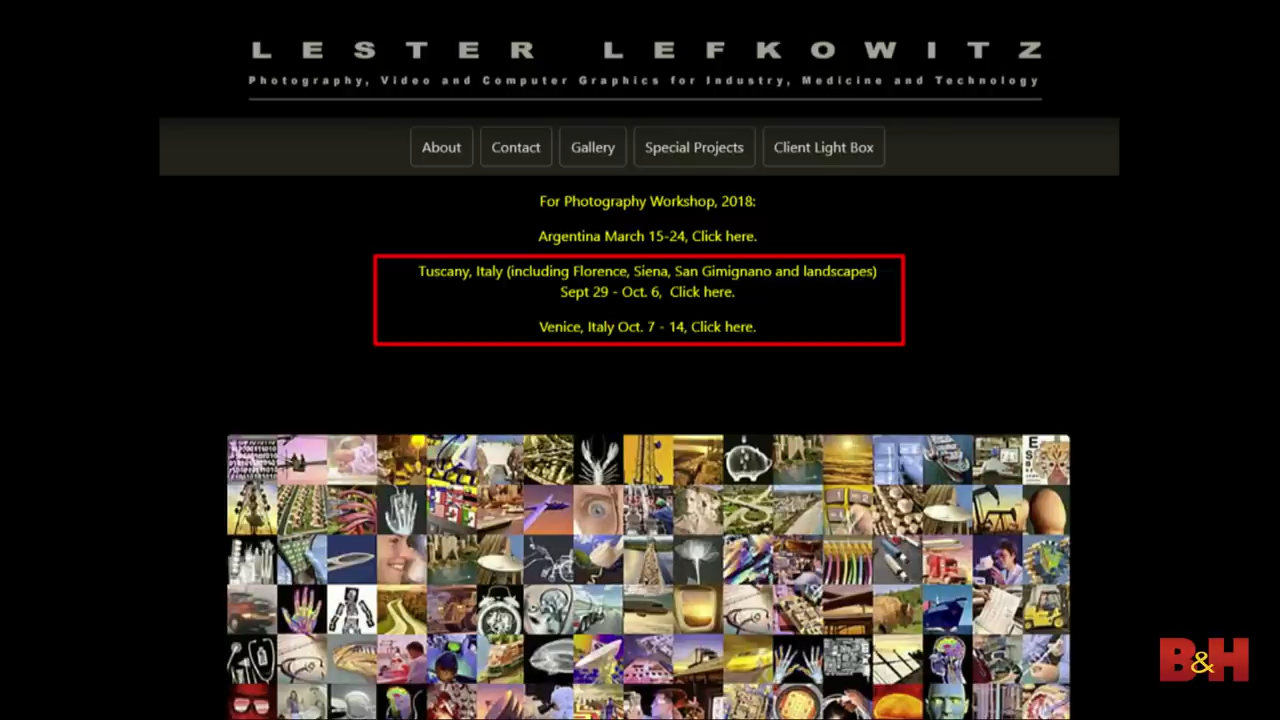 LESTER LEFKOWITZ
Photography, Video and Computer Graphics for Industry, Medicine and Technology
About Contact Gallery Special Projects Client Light Box
For Photography Workshop, 2018:
Argentina March 15-24, Click here.
Tuscany, Italy (including Florence, Siena, San Gimignano and landscapes)
Sept 29 - Oct. 6, Click here.
Venice, Italy Oct. 7 - 14, Click here.
B&H